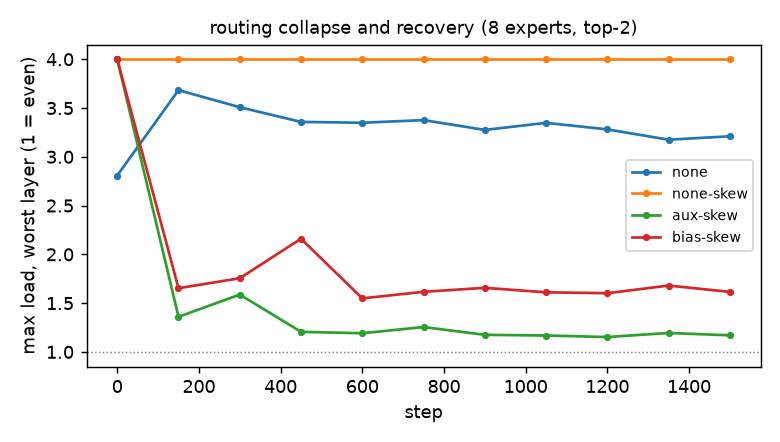 routing collapse and recovery (8 experts, top-2)
max load, worst layer (1 = even)
4.0
3.5
3.0
2.5
2.0
1.5
1.0
none
none-skew
aux-skew
bias-skew
0 200 400 600 800 1000 1200 1400
step